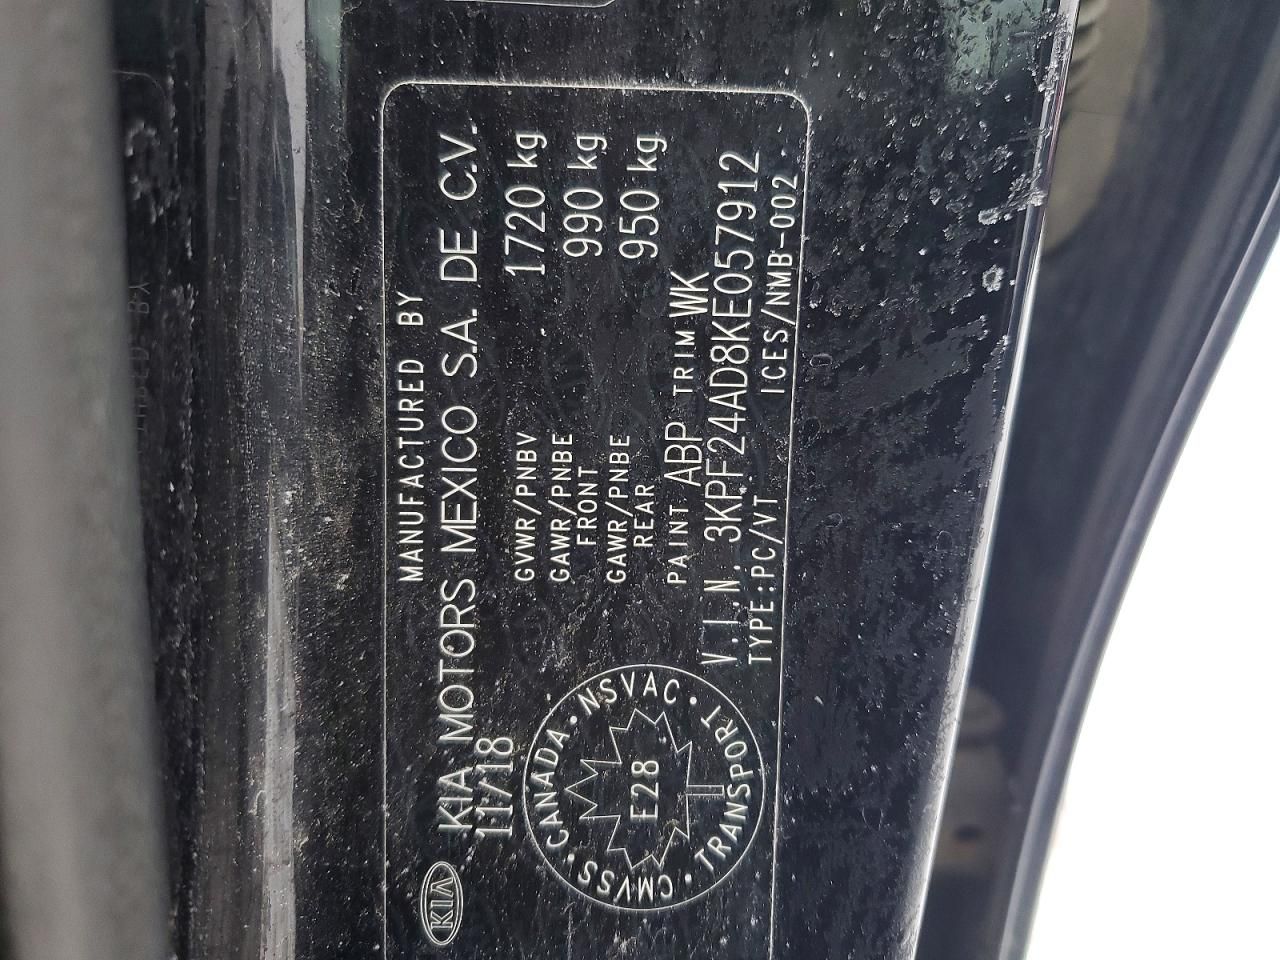 KIA
MANUFACTURED BY
KIA MOTORS MEXICO S.A. DE C.V.
11/18
GVWR/PNBV 1720 kg
GAWR/PNBE FRONT 990 kg
GAWR/PNBE REAR 950 kg
PAINT ABP TRIM WK
V.I.N. 3KPF24AD8KE057912
TYPE:PC/VT ICES/NMB-002.
CANADA · NSVAC · TRANSPORT · CMVSS ·
E28